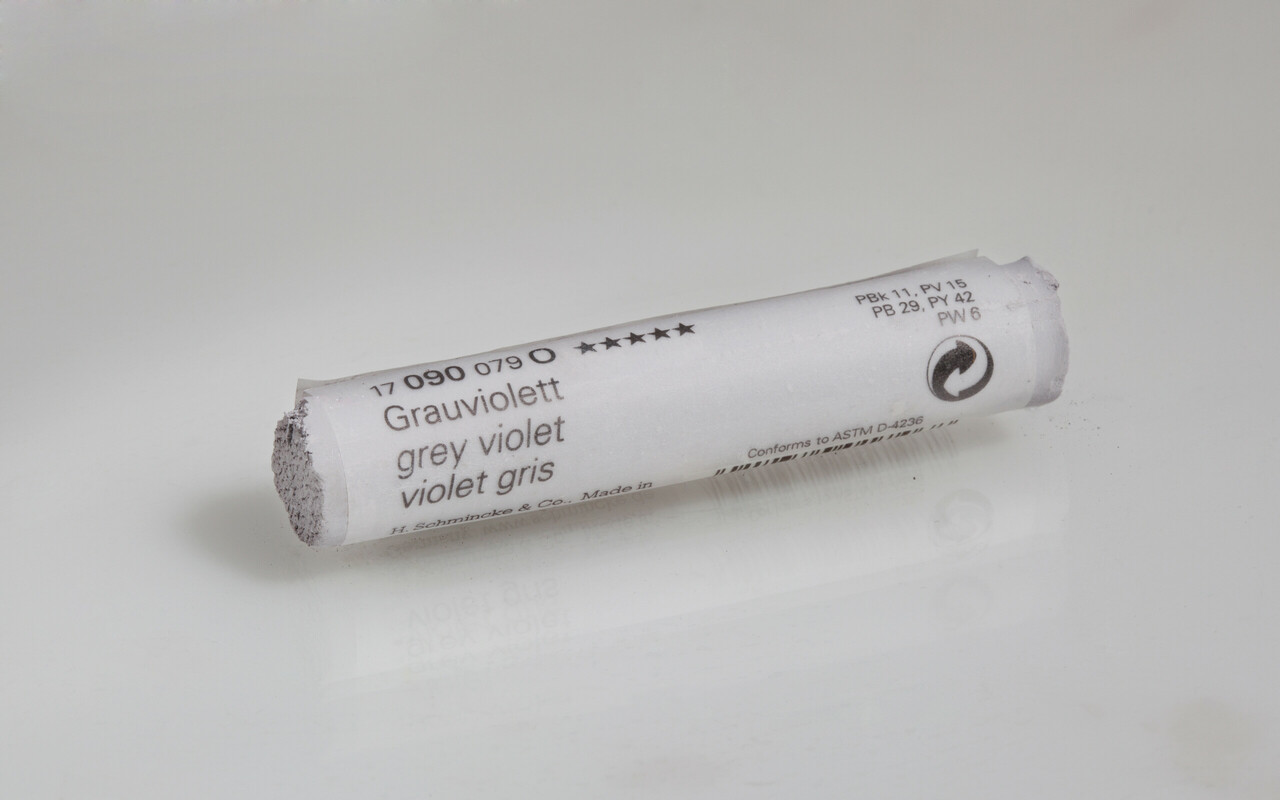 17 090 079 O ★★★★★
Grauviolett
grey violet
violet gris
H. Schmincke & Co., Made in
PBk 11, PV 15
PB 29, PY 42
PW 6
Conforms to ASTM D-4236